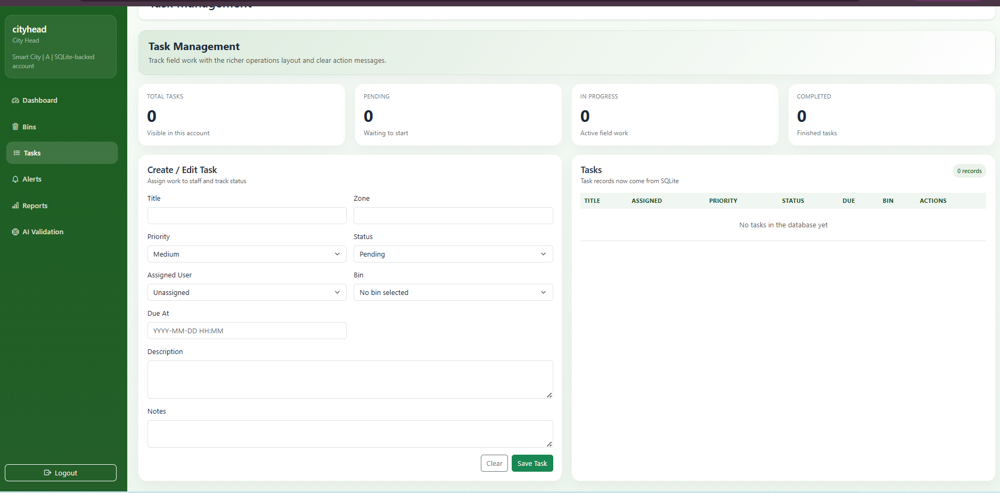 Task Management
cityhead
City Head
Smart City | A | SQLite-backed
account
Dashboard
Bins
Tasks
Alerts
Reports
AI Validation
Logout
Task Management
Track field work with the richer operations layout and clear action messages.
TOTAL TASKS
0
Visible in this account
PENDING
0
Waiting to start
IN PROGRESS
0
Active field work
COMPLETED
0
Finished tasks
Create / Edit Task
Assign work to staff and track status
Title
Zone
Priority
Status
Medium
Pending
Assigned User
Bin
Unassigned
No bin selected
Due At
YYYY-MM-DD HH:MM
Description
Notes
Clear
Save Task
Tasks
0 records
Task records now come from SQLite
TITLE ASSIGNED PRIORITY STATUS DUE BIN ACTIONS
No tasks in the database yet